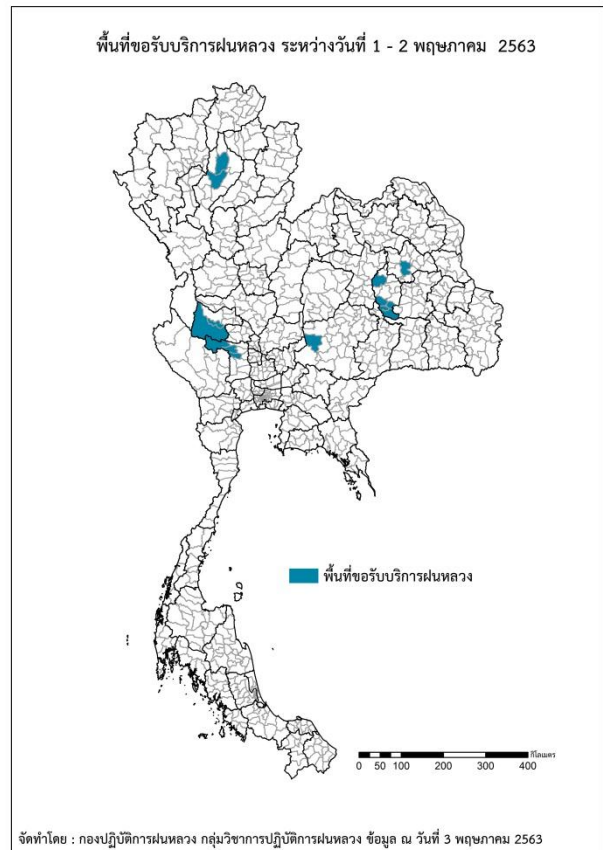 พื้นที่ขอรับบริการฝนหลวง ระหว่างวันที่ 1 - 2 พฤษภาคม 2563
พื้นที่ขอรับบริการฝนหลวง
กิโลเมตร
0 50 100 200 300 400
จัดทำโดย : กองปฏิบัติการฝนหลวง กลุ่มวิชาการปฏิบัติการฝนหลวง ข้อมูล ณ วันที่ 3 พฤษภาคม 2563